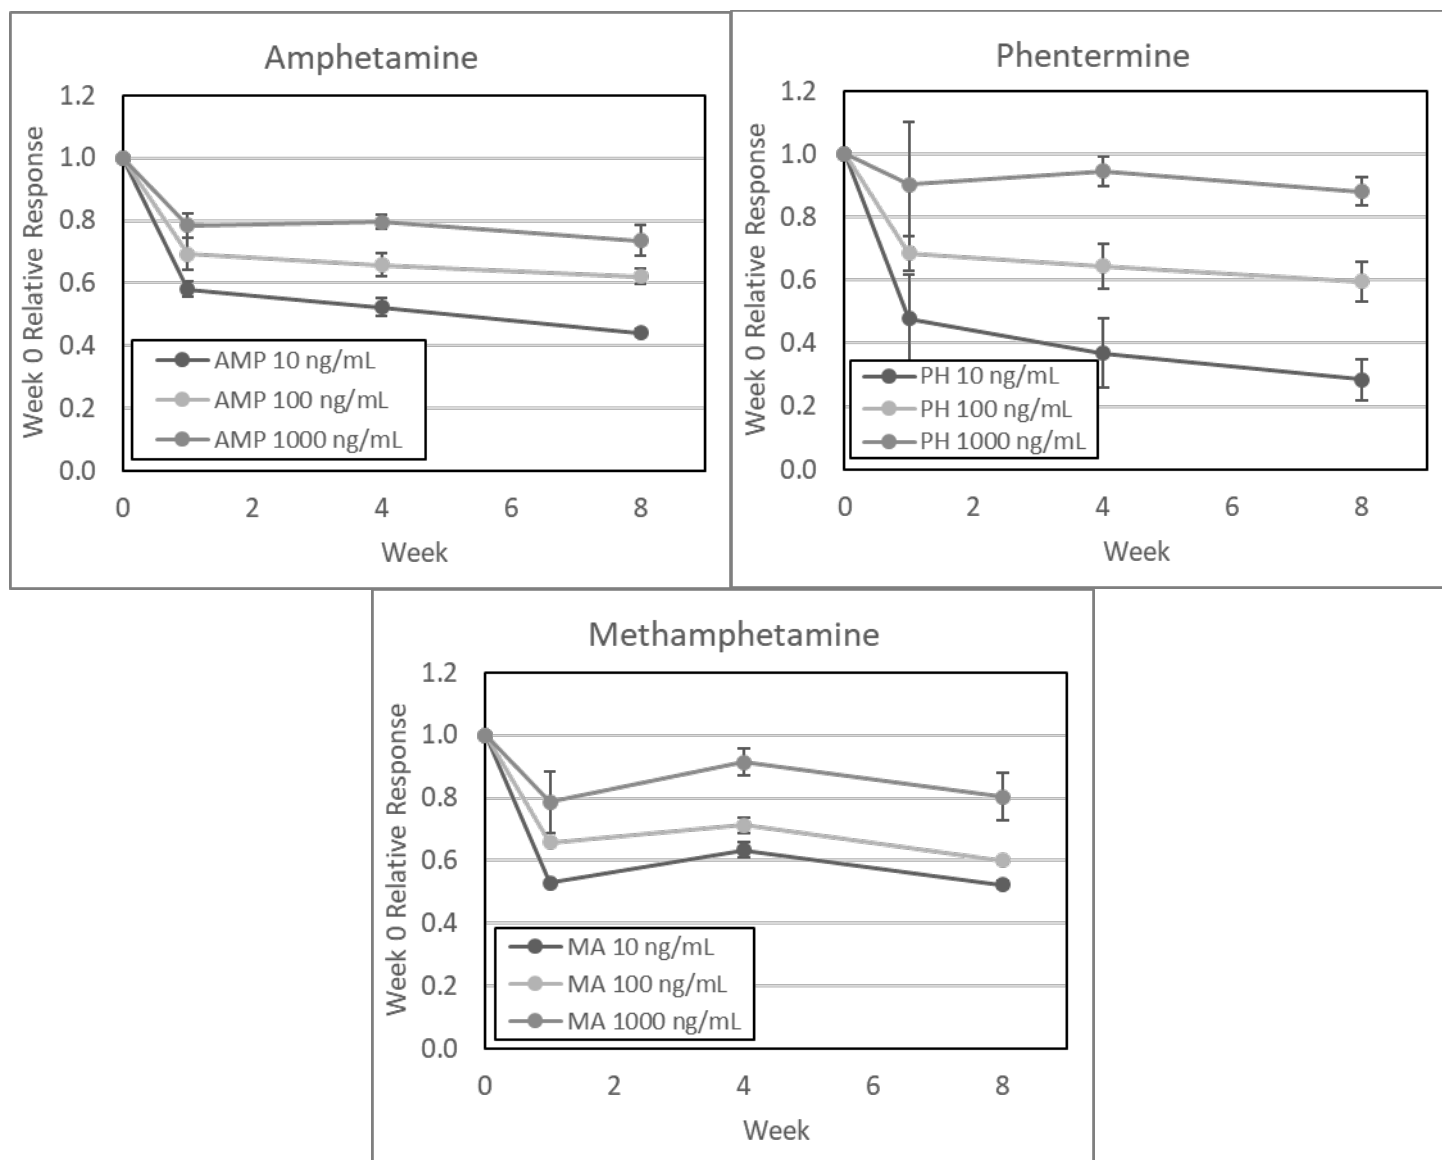 Amphetamine
Week 0 Relative Response
1.2
1.0
0.8
0.6
0.4
0.2
0.0
AMP 10 ng/mL
AMP 100 ng/mL
AMP 1000 ng/mL
0 2 4 6 8
Week
Phentermine
Week 0 Relative Response
1.2
1.0
0.8
0.6
0.4
0.2
0.0
PH 10 ng/mL
PH 100 ng/mL
PH 1000 ng/mL
0 2 4 6 8
Week
Methamphetamine
Week 0 Relative Response
1.2
1.0
0.8
0.6
0.4
0.2
0.0
MA 10 ng/mL
MA 100 ng/mL
MA 1000 ng/mL
0 2 4 6 8
Week